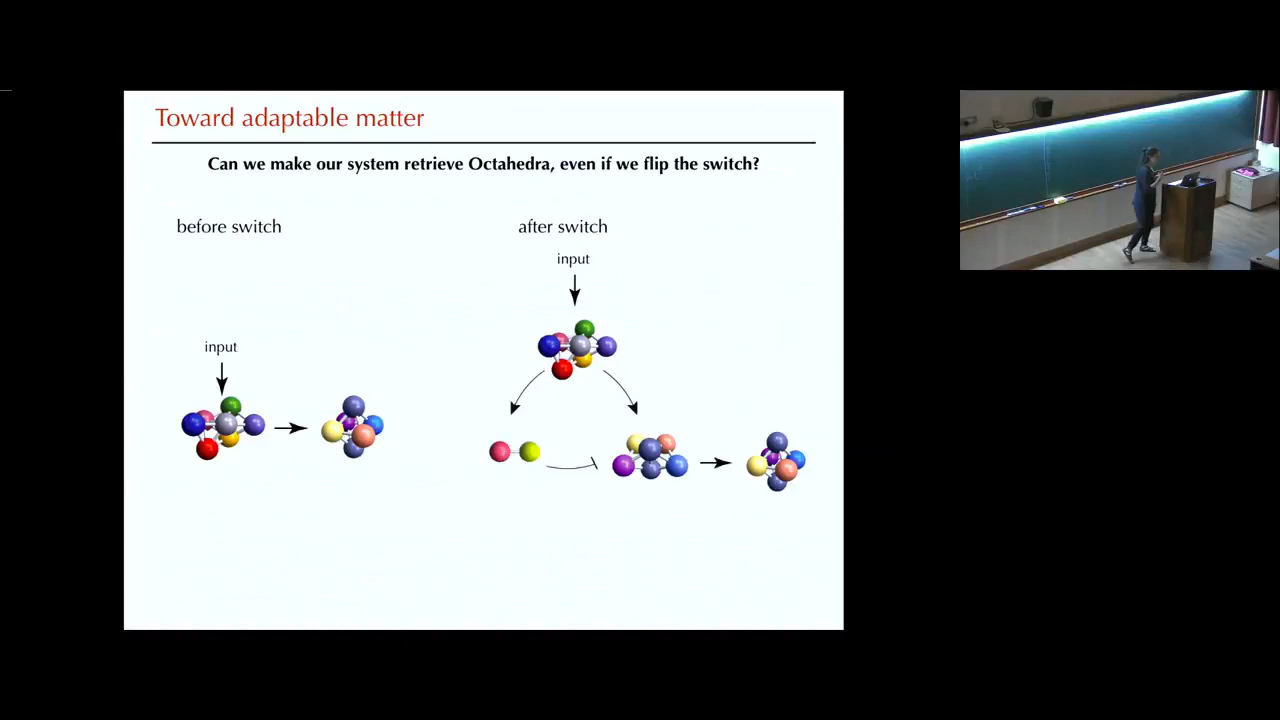 Toward adaptable matter
Can we make our system retrieve Octahedra, even if we flip the switch?
before switch
after switch
input
input